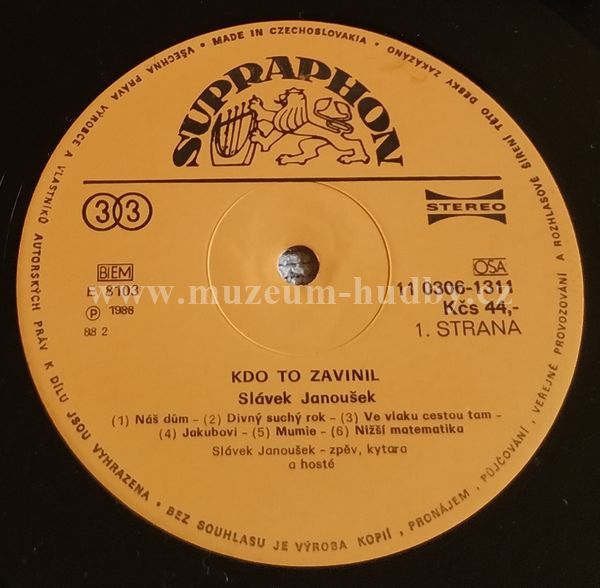 VŠECHNA PRÁVA VÝROBCE A VLASTNÍKŮ AUTORSKÝCH PRÁV K DÍLU JSOU VYHRAZENA • BEZ SOUHLASU JE VÝROBA KOPIÍ, PRONÁJEM, PŮJČOVÁNÍ, VEŘEJNÉ PROVOZOVÁNÍ A ROZHLASOVÉ ŠÍŘENÍ TÉTO DESKY ZAKÁZÁNO
• MADE IN CZECHOSLOVAKIA •
SUPRAPHON
33
STEREO
BIEM
OSA
E 8103
11 0306-1311
www.muzeum-hudby.cz
Ⓟ 1988
Kčs 44,-
88 2
1. STRANA
KDO TO ZAVINIL
Slávek Janoušek
(1) Náš dům – (2) Divný suchý rok – (3) Ve vlaku cestou tam –
(4) Jakubovi – (5) Mumie – (6) Nižší matematika
Slávek Janoušek – zpěv, kytara
a hosté